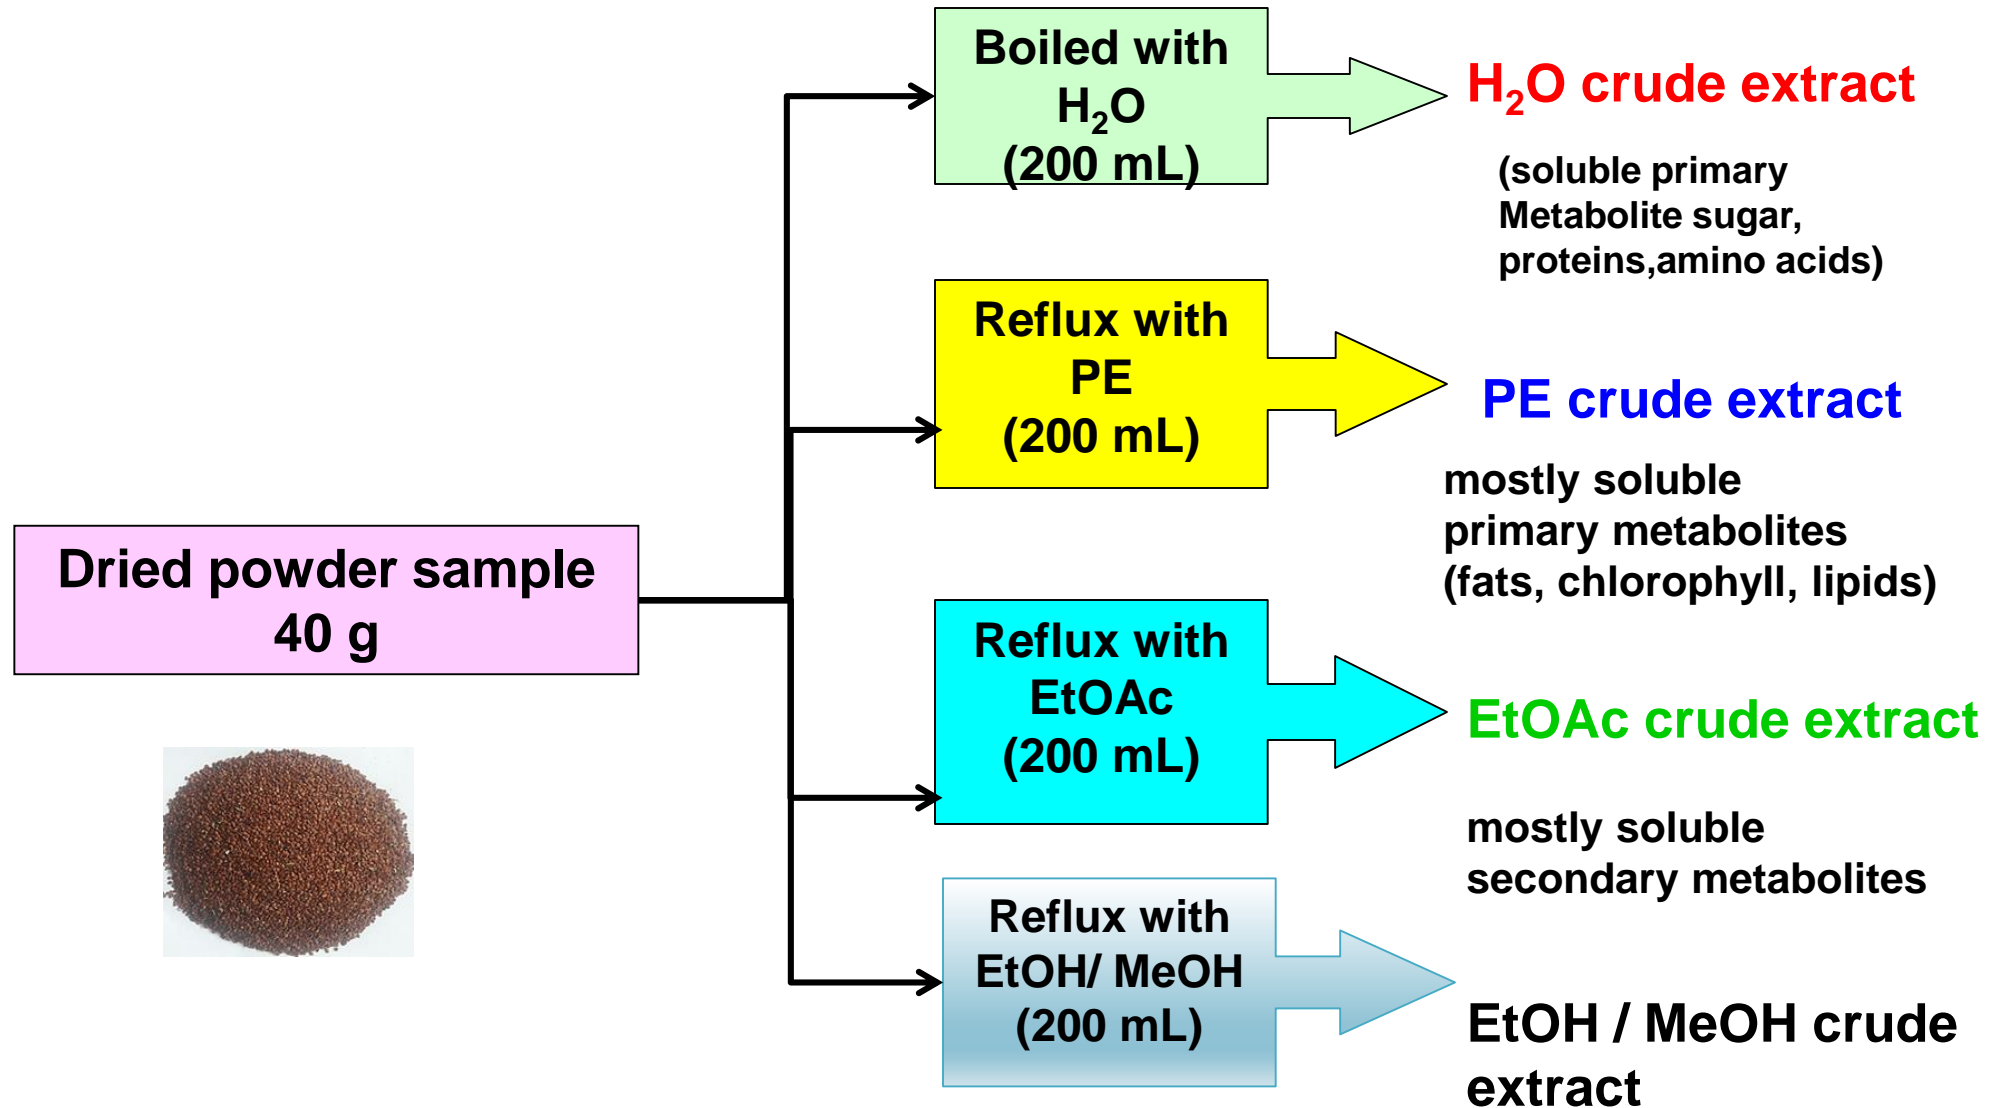 Dried powder sample
40 g
Boiled with
H₂O
(200 mL)
H₂O crude extract
(soluble primary
Metabolite sugar,
proteins,amino acids)
Reflux with
PE
(200 mL)
PE crude extract
mostly soluble
primary metabolites
(fats, chlorophyll, lipids)
Reflux with
EtOAc
(200 mL)
EtOAc crude extract
mostly soluble
secondary metabolites
Reflux with
EtOH/ MeOH
(200 mL)
EtOH / MeOH crude
extract